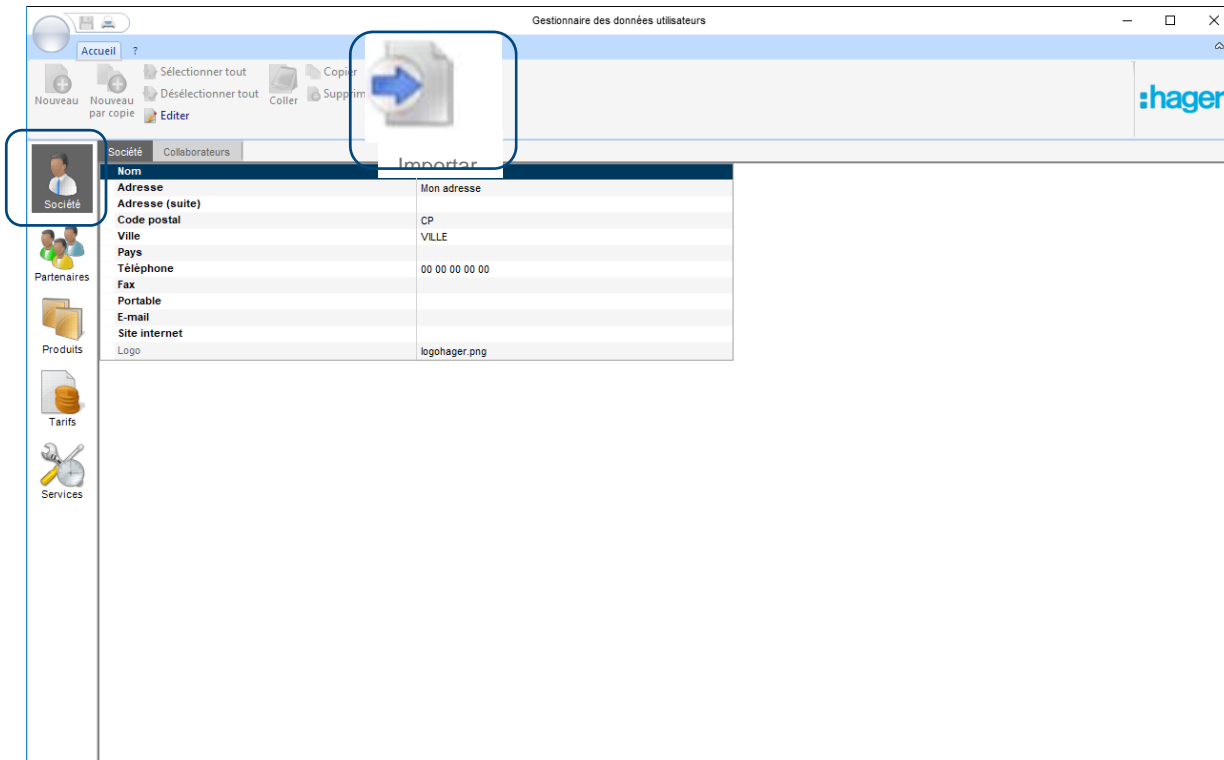 Gestionnaire des données utilisateurs
Accueil ?
Nouveau
Nouveau par copie
Sélectionner tout
Désélectionner tout
Editer
Coller
Copier
Supprim
Importar
:hager
Société
Partenaires
Produits
Tarifs
Services
Société Collaborateurs
Nom
Adresse Mon adresse
Adresse (suite)
Code postal CP
Ville VILLE
Pays
Téléphone 00 00 00 00 00
Fax
Portable
E-mail
Site internet
Logo logohager.png